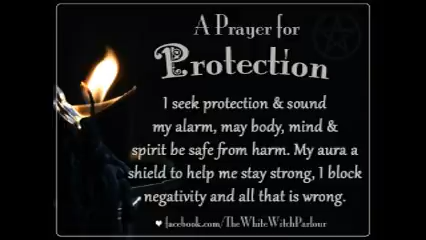 A Prayer for
Protection
I seek protection & sound
my alarm, may body, mind &
spirit be safe from harm. My aura a
shield to help me stay strong, I block
negativity and all that is wrong.
facebook.com/TheWhiteWitchParlour